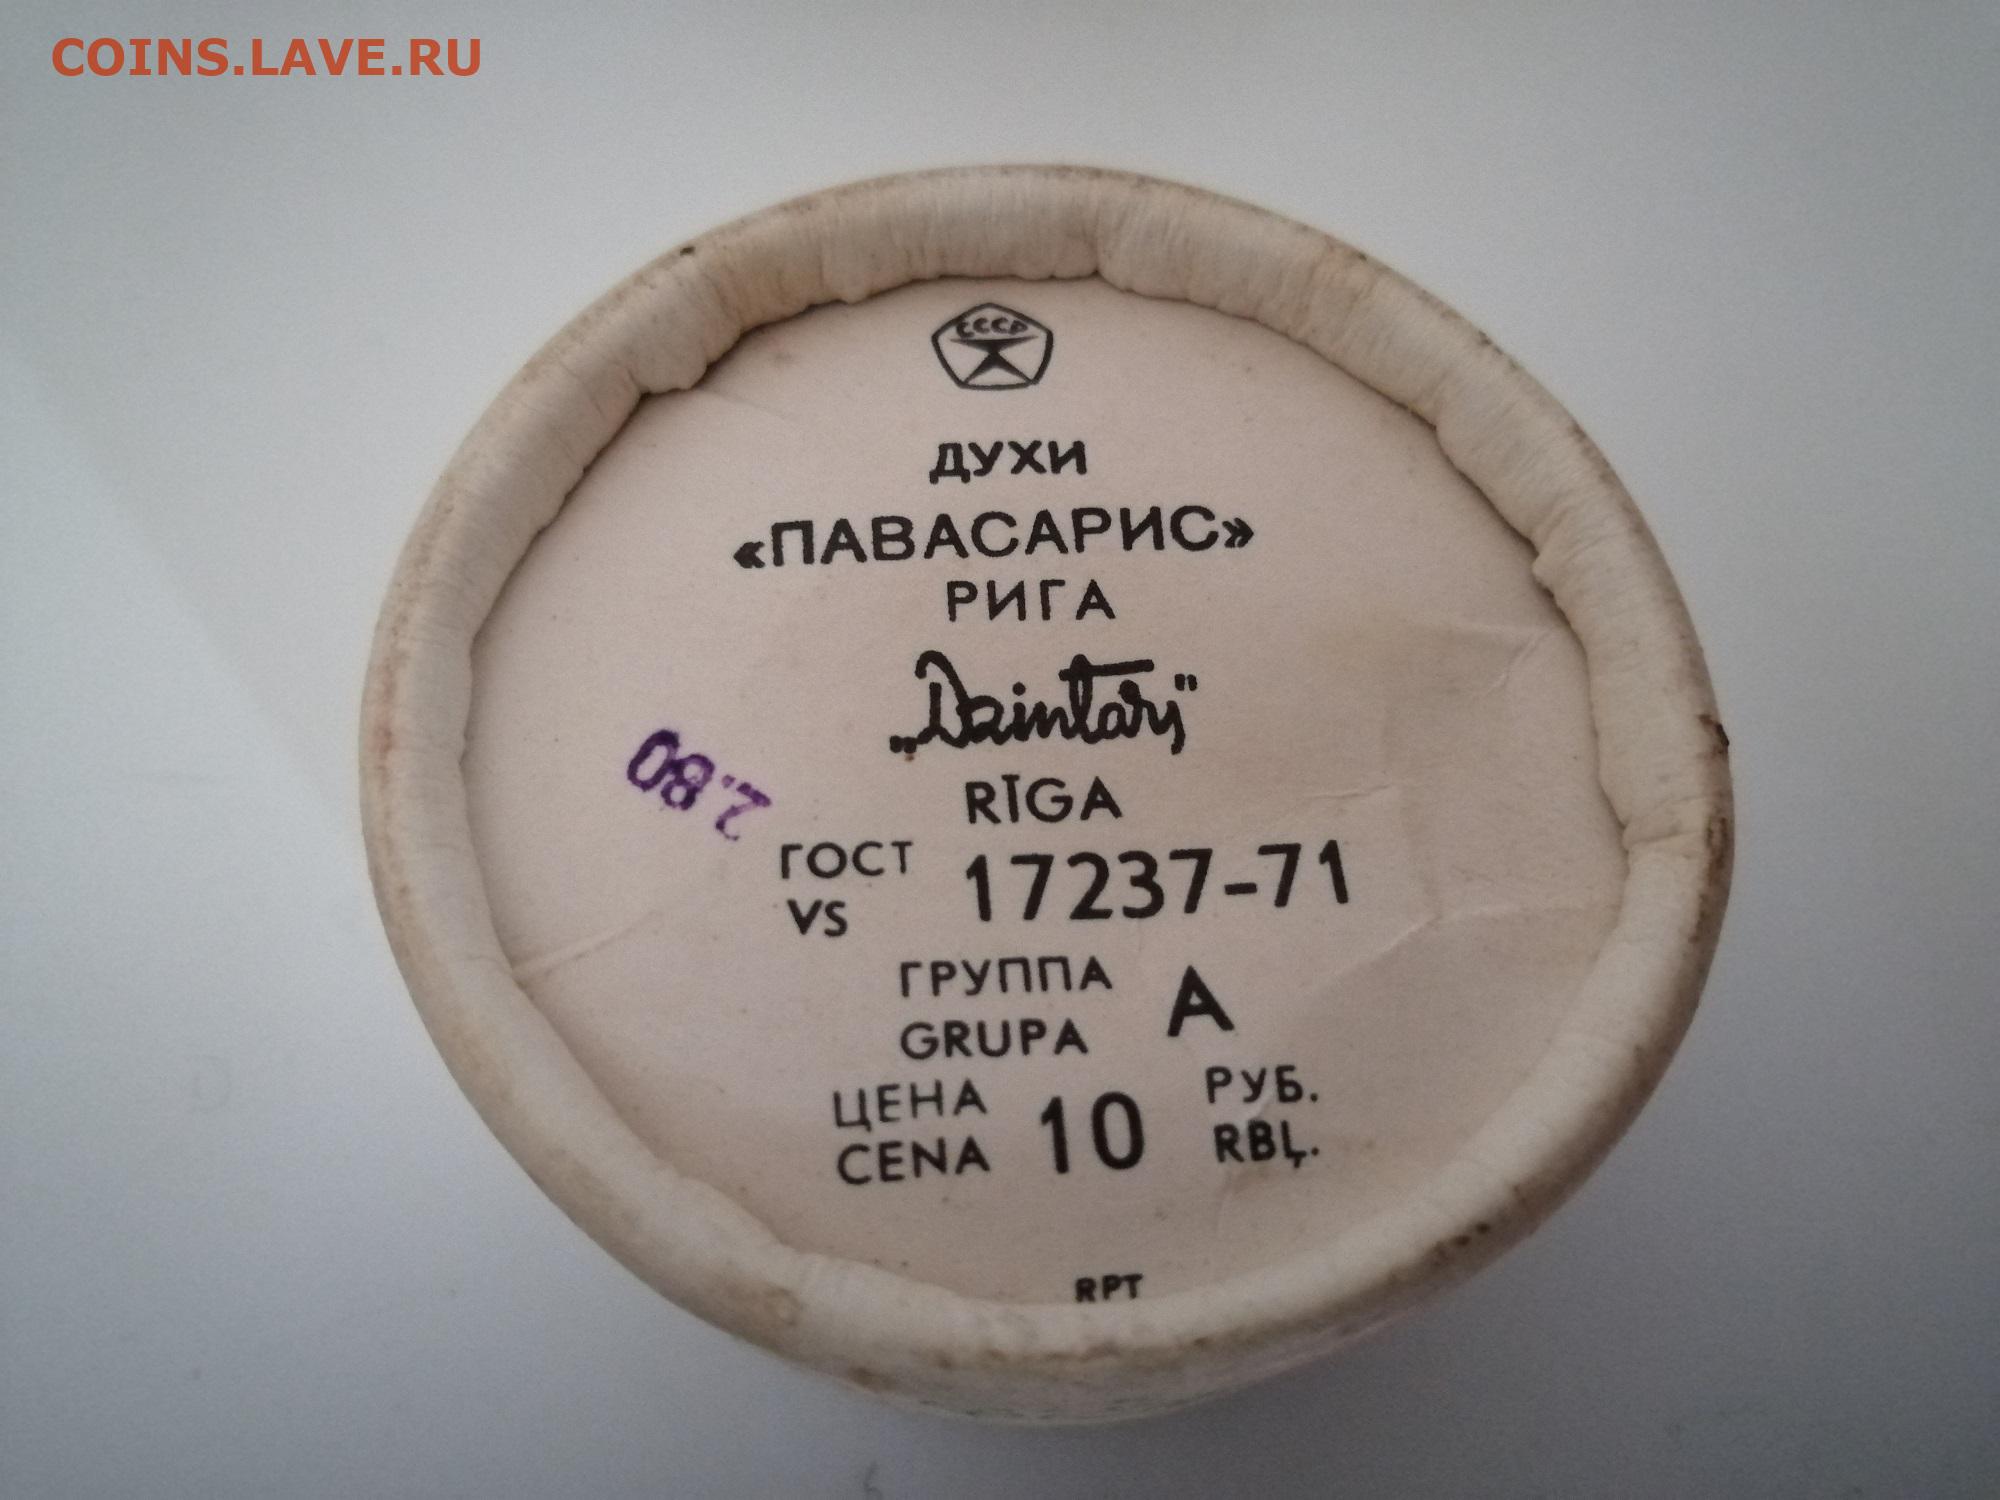 COINS.LAVE.RU
СССР
ДУХИ
«ПАВАСАРИС»
РИГА
„Dzintars"
RĪGA
2.80
ГОСТ
VS
17237-71
ГРУППА
GRUPA
А
ЦЕНА
CENA
10
РУБ.
RBĻ.
RPT